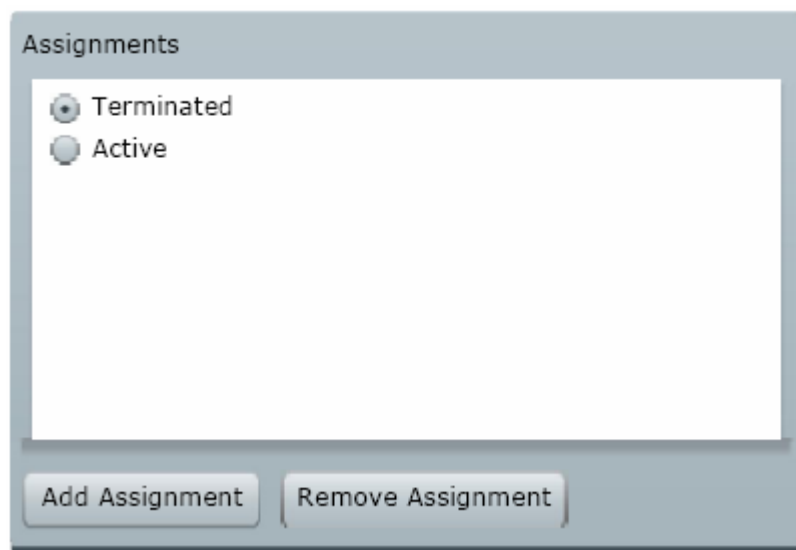 Assignments
Terminated
Active
Add Assignment
Remove Assignment